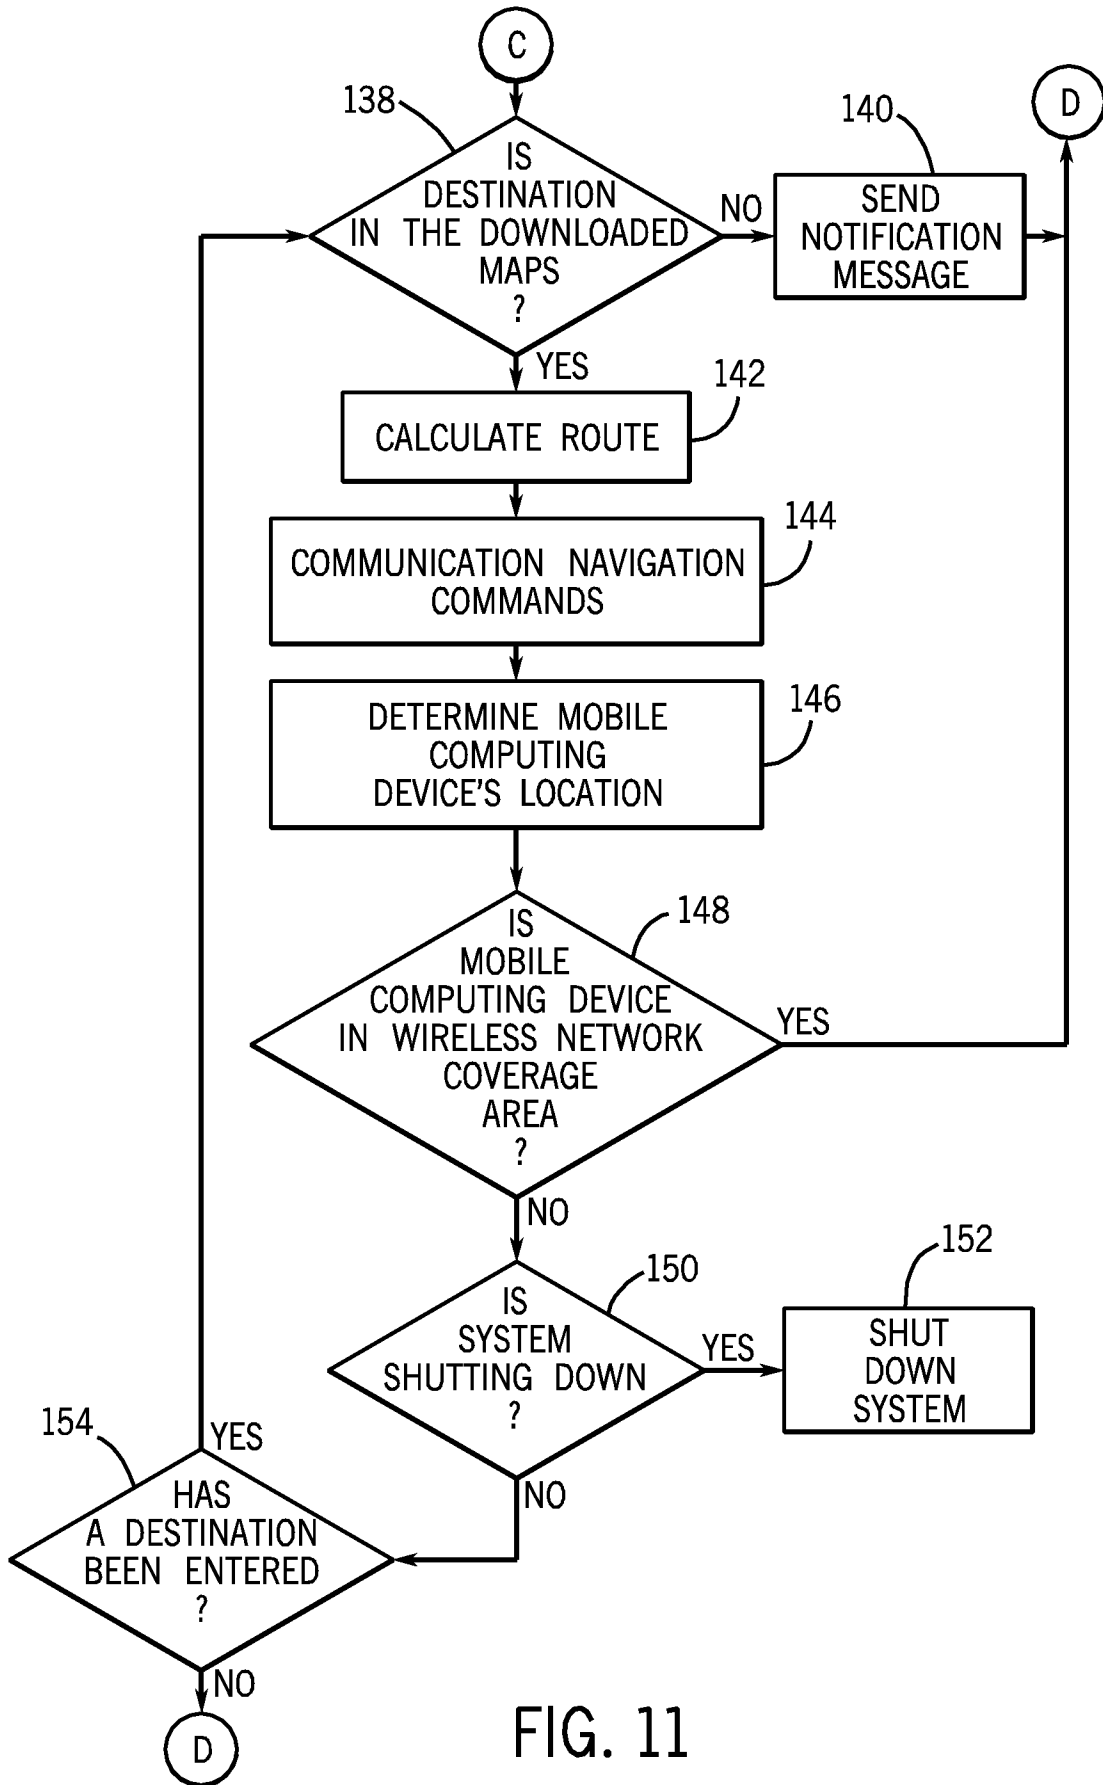 C
138
IS
DESTINATION
IN THE DOWNLOADED
MAPS
?
NO
140
SEND
NOTIFICATION
MESSAGE
D
YES
142
CALCULATE ROUTE
144
COMMUNICATION NAVIGATION
COMMANDS
146
DETERMINE MOBILE
COMPUTING
DEVICE'S LOCATION
148
IS
MOBILE
COMPUTING DEVICE
IN WIRELESS NETWORK
COVERAGE
AREA
?
YES
NO
150
IS
SYSTEM
SHUTTING DOWN
?
YES
152
SHUT
DOWN
SYSTEM
NO
154
YES
HAS
A DESTINATION
BEEN ENTERED
?
NO
D
FIG. 11